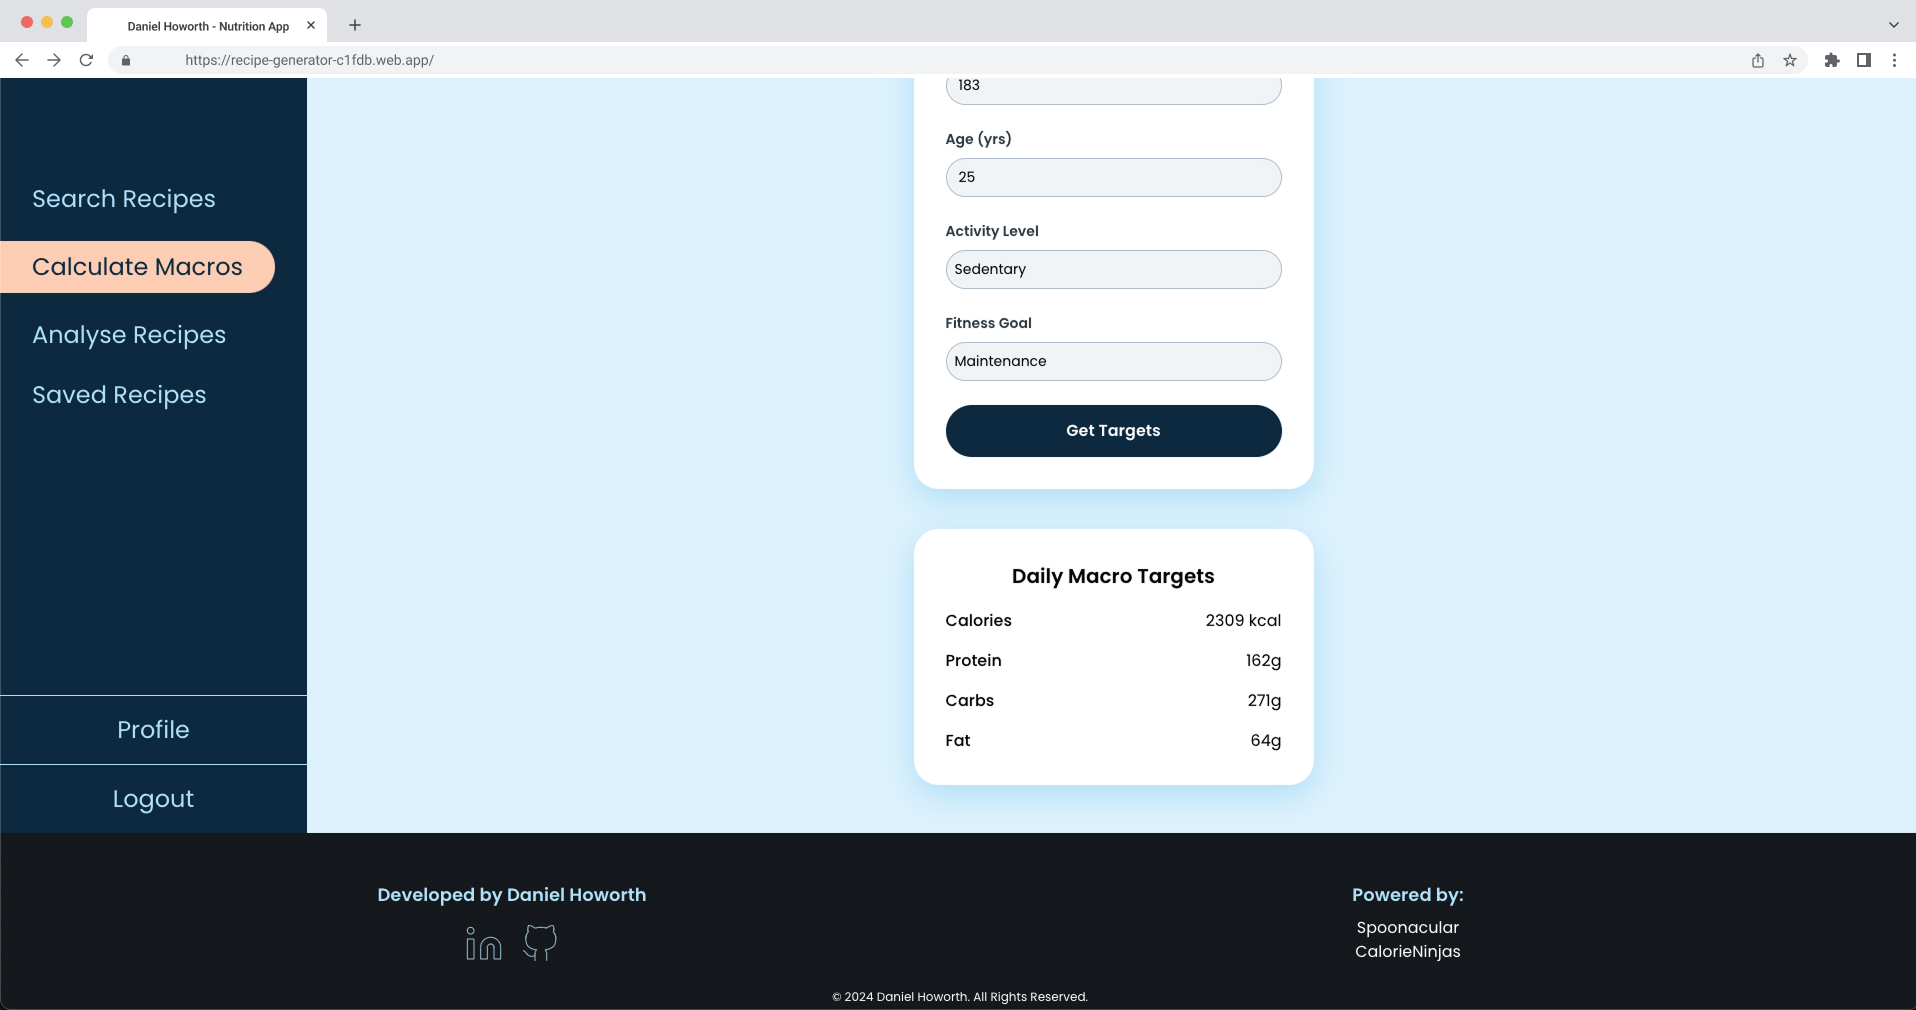 Daniel Howorth - Nutrition App
https://recipe-generator-c1fdb.web.app/
Search Recipes
Calculate Macros
Analyse Recipes
Saved Recipes
Profile
Logout
183
Age (yrs)
25
Activity Level
Sedentary
Fitness Goal
Maintenance
Get Targets
Daily Macro Targets
Calories 2309 kcal
Protein 162g
Carbs 271g
Fat 64g
Developed by Daniel Howorth
in
Powered by:
Spoonacular
CalorieNinjas
© 2024 Daniel Howorth. All Rights Reserved.